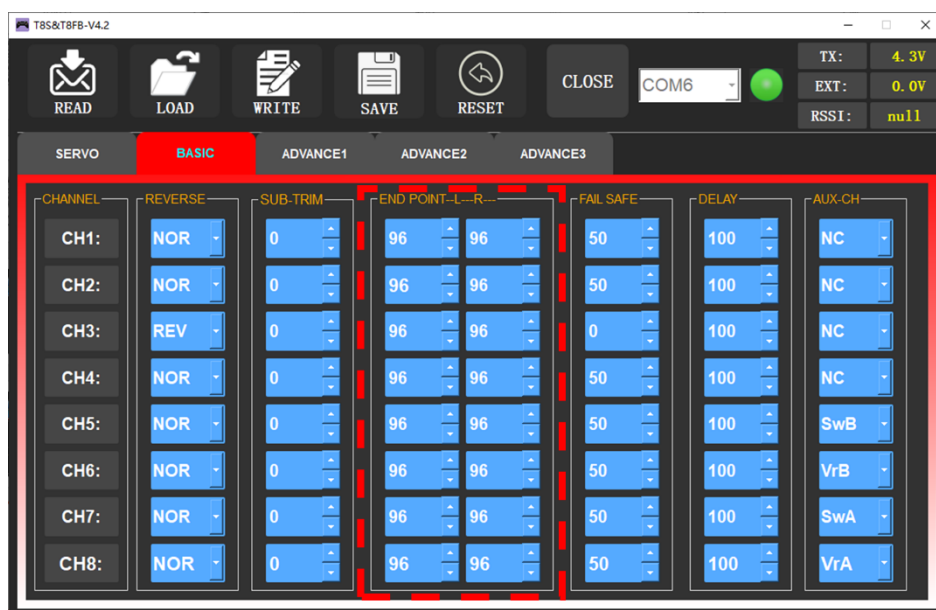 T8S&T8FB-V4.2
READ LOAD WRITE SAVE RESET CLOSE COM6
TX: 4.3V
EXT: 0.0V
RSSI: null
SERVO BASIC ADVANCE1 ADVANCE2 ADVANCE3
CHANNEL REVERSE SUB-TRIM END POINT--L---R--- FAIL SAFE DELAY AUX-CH
CH1: NOR 0 96 96 50 100 NC
CH2: NOR 0 96 96 50 100 NC
CH3: REV 0 96 96 0 100 NC
CH4: NOR 0 96 96 50 100 NC
CH5: NOR 0 96 96 50 100 SwB
CH6: NOR 0 96 96 50 100 VrB
CH7: NOR 0 96 96 50 100 SwA
CH8: NOR 0 96 96 50 100 VrA